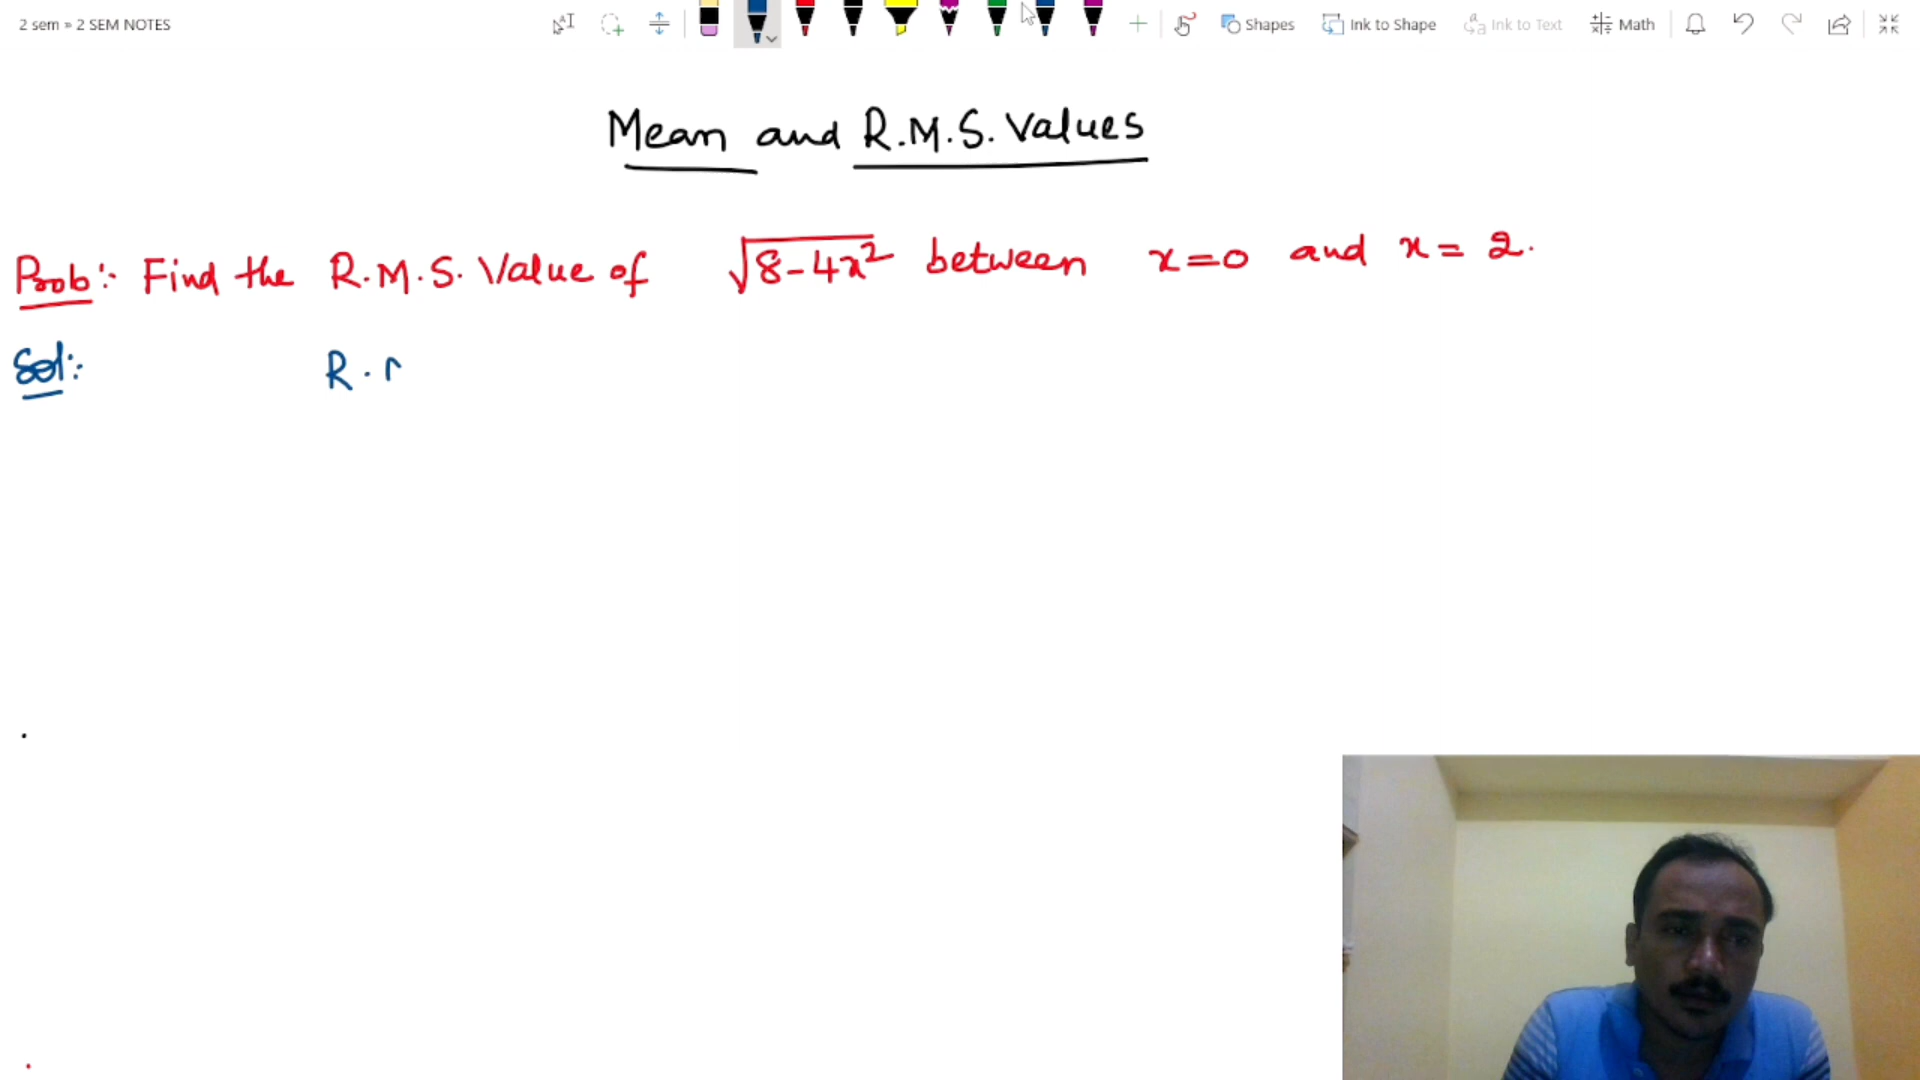 2 sem » 2 SEM NOTES
Shapes Ink to Shape Ink to Text Math
Mean and R.M.S. Values
Prob:- Find the R.M.S. Value of √8-4x² between x=0 and x= 2.
Sol:- R.